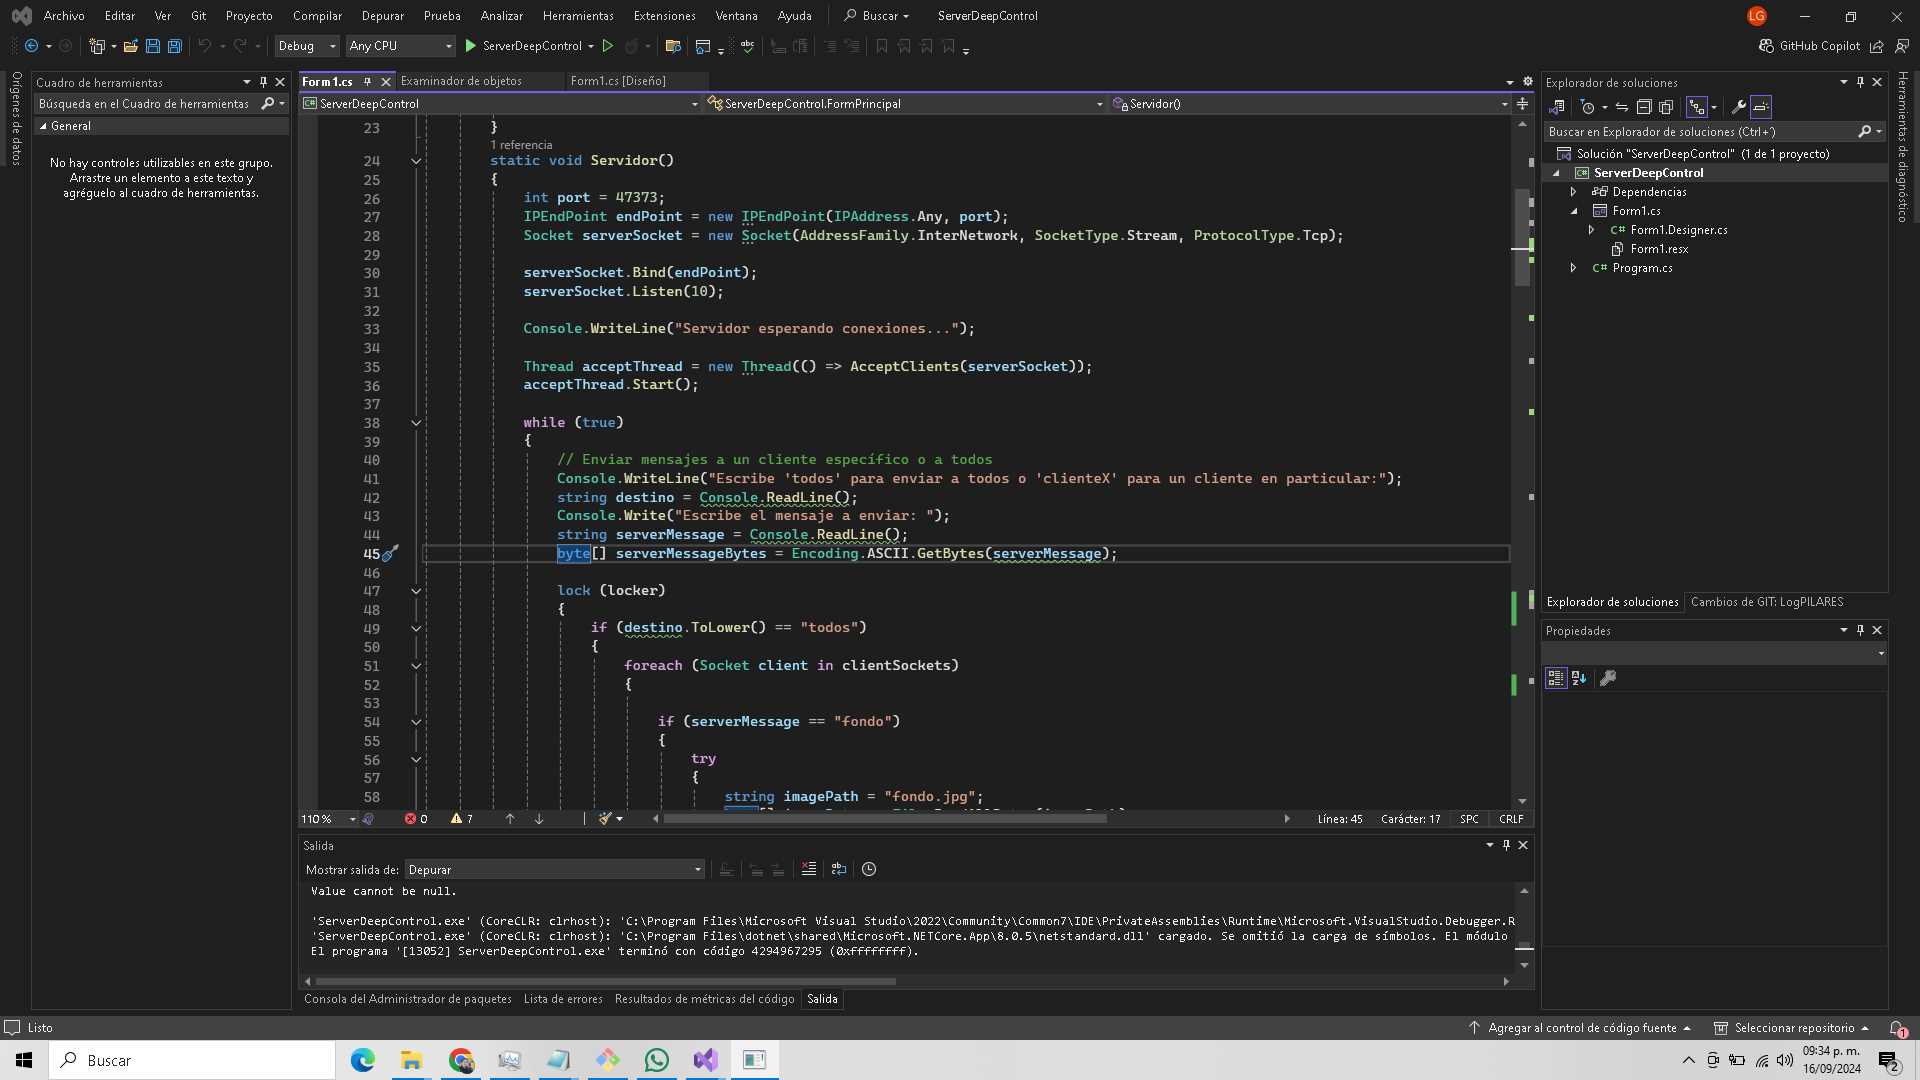 Archivo Editar Ver Git Proyecto Compilar Depurar Prueba Analizar Herramientas Extensiones Ventana Ayuda Buscar ServerDeepControl LG
Debug Any CPU ServerDeepControl GitHub Copilot
Orígenes de datos
Cuadro de herramientas
Búsqueda en el Cuadro de herramientas
General
No hay controles utilizables en este grupo.
Arrastre un elemento a este texto y
agréguelo al cuadro de herramientas.
Form1.cs Examinador de objetos Form1.cs [Diseño]
ServerDeepControl ServerDeepControl.FormPrincipal Servidor()
23 }
1 referencia
24 static void Servidor()
25 {
26 int port = 47373;
27 IPEndPoint endPoint = new IPEndPoint(IPAddress.Any, port);
28 Socket serverSocket = new Socket(AddressFamily.InterNetwork, SocketType.Stream, ProtocolType.Tcp);
29
30 serverSocket.Bind(endPoint);
31 serverSocket.Listen(10);
32
33 Console.WriteLine("Servidor esperando conexiones...");
34
35 Thread acceptThread = new Thread(() => AcceptClients(serverSocket));
36 acceptThread.Start();
37
38 while (true)
39 {
40 // Enviar mensajes a un cliente específico o a todos
41 Console.WriteLine("Escribe 'todos' para enviar a todos o 'clienteX' para un cliente en particular:");
42 string destino = Console.ReadLine();
43 Console.Write("Escribe el mensaje a enviar: ");
44 string serverMessage = Console.ReadLine();
45 byte[] serverMessageBytes = Encoding.ASCII.GetBytes(serverMessage);
46
47 lock (locker)
48 {
49 if (destino.ToLower() == "todos")
50 {
51 foreach (Socket client in clientSockets)
52 {
53
54 if (serverMessage == "fondo")
55 {
56 try
57 {
58 string imagePath = "fondo.jpg";
110 % 0 7 Línea: 45 Carácter: 17 SPC CRLF
Salida
Mostrar salida de: Depurar
Value cannot be null.
'ServerDeepControl.exe' (CoreCLR: clrhost): 'C:\Program Files\Microsoft Visual Studio\2022\Community\Common7\IDE\PrivateAssemblies\Runtime\Microsoft.VisualStudio.Debugger.R
'ServerDeepControl.exe' (CoreCLR: clrhost): 'C:\Program Files\dotnet\shared\Microsoft.NETCore.App\8.0.5\netstandard.dll' cargado. Se omitió la carga de símbolos. El módulo
El programa '[13052] ServerDeepControl.exe' terminó con código 4294967295 (0xffffffff).
Consola del Administrador de paquetes Lista de errores Resultados de métricas del código Salida
Explorador de soluciones
Buscar en Explorador de soluciones (Ctrl+´)
Solución "ServerDeepControl" (1 de 1 proyecto)
ServerDeepControl
Dependencias
Form1.cs
C# Form1.Designer.cs
Form1.resx
C# Program.cs
Explorador de soluciones Cambios de GIT: LogPILARES
Propiedades
Herramientas de diagnóstico
Listo Agregar al control de código fuente Seleccionar repositorio 1
Buscar
09:34 p. m.
16/09/2024
2